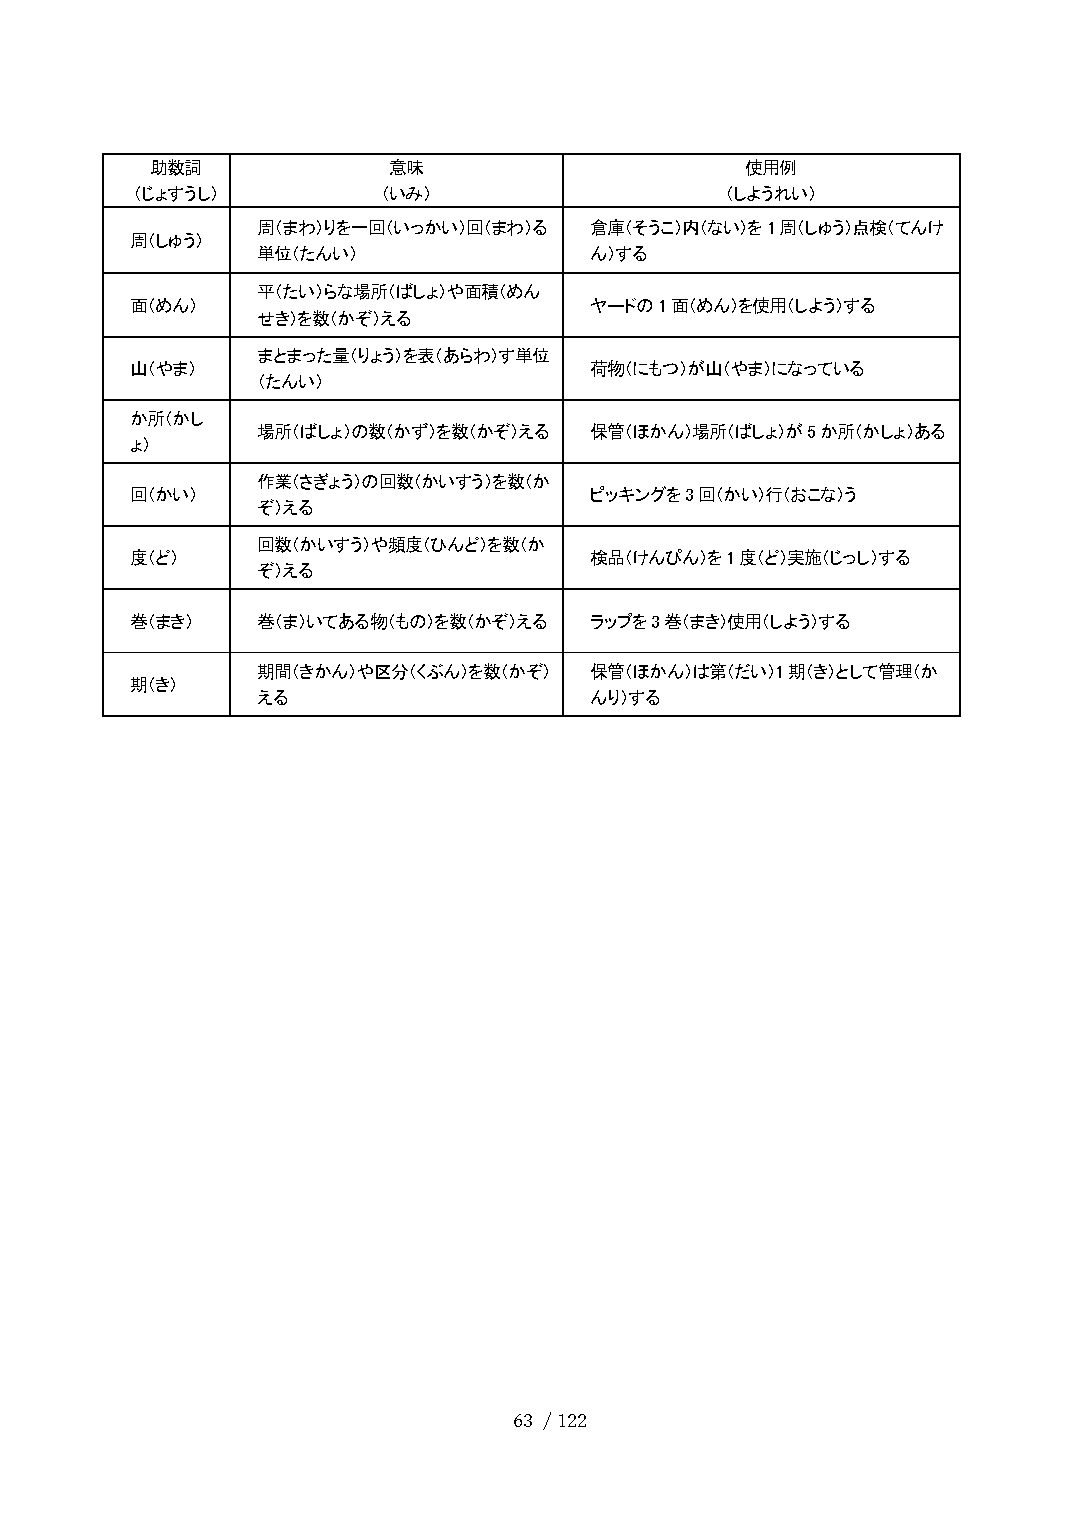 助数詞
（じょすうし）
意味
（いみ）
使用例
（しようれい）
周（しゅう）
周（まわ）りを一回（いっかい）回（まわ）る
単位（たんい）
倉庫（そうこ）内（ない）を 1 周（しゅう）点検（てんけ
ん）する
面（めん）
平（たい）らな場所（ばしょ）や面積（めん
せき）を数（かぞ）える
ヤードの 1 面（めん）を使用（しよう）する
山（やま）
まとまった量（りょう）を表（あらわ）す単位
（たんい）
荷物（にもつ）が山（やま）になっている
か所（かし
ょ）
場所（ばしょ）の数（かず）を数（かぞ）える
保管（ほかん）場所（ばしょ）が 5 か所（かしょ）ある
回（かい）
作業（さぎょう）の回数（かいすう）を数（か
ぞ）える
ピッキングを 3 回（かい）行（おこな）う
度（ど）
回数（かいすう）や頻度（ひんど）を数（か
ぞ）える
検品（けんぴん）を 1 度（ど）実施（じっし）する
巻（まき）
巻（ま）いてある物（もの）を数（かぞ）える
ラップを 3 巻（まき）使用（しよう）する
期（き）
期間（きかん）や区分（くぶん）を数（かぞ）
える
保管（ほかん）は第（だい）1 期（き）として管理（か
んり）する
63 / 122